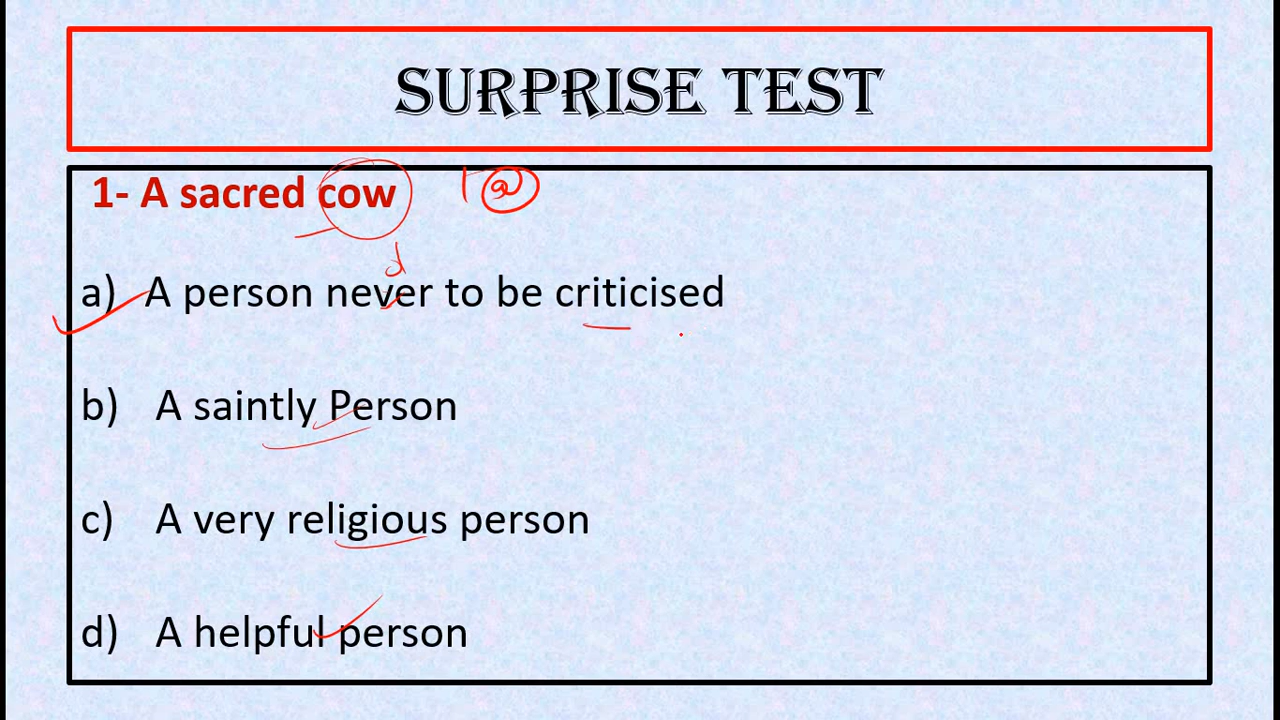 SURPRISE TEST
1- A sacred cow
a) A person never to be criticised
b) A saintly Person
c) A very religious person
d) A helpful person